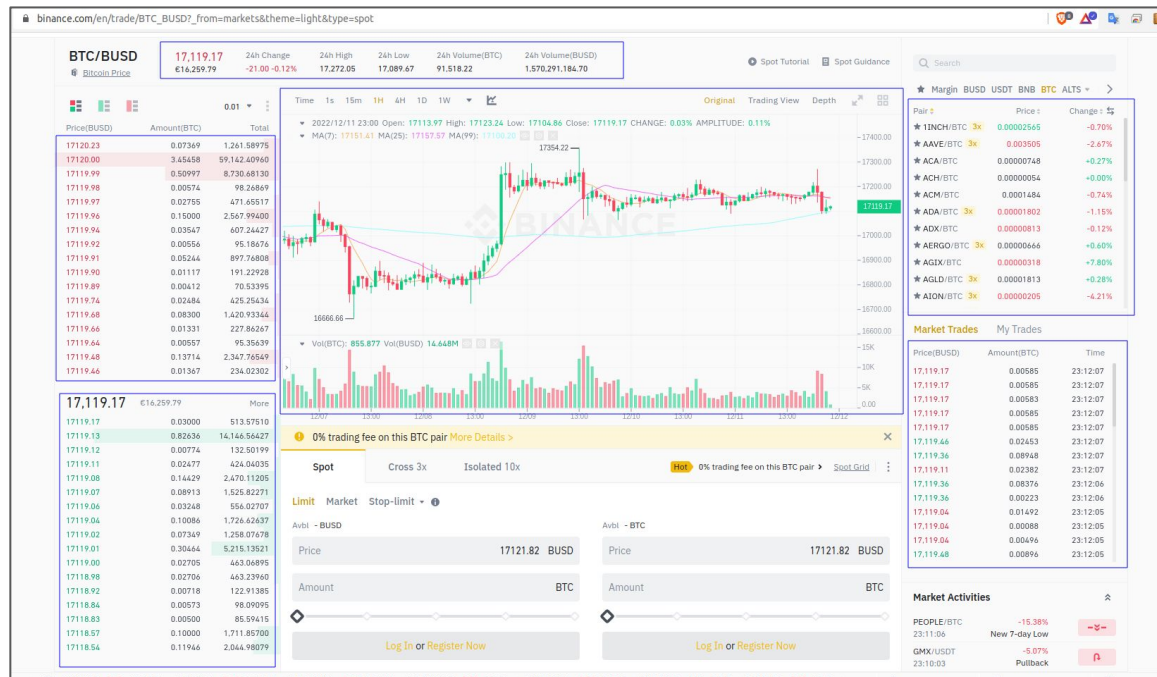 binance.com/en/trade/BTC_BUSD?_from=markets&theme=light&type=spot
BTC/BUSD
Bitcoin Price
17,119.17
€16,259.79
24h Change
-21.00 -0.12%
24h High
17,272.05
24h Low
17,089.67
24h Volume(BTC)
91,518.22
24h Volume(BUSD)
1,570,291,184.70
Spot Tutorial Spot Guidance
0.01
Price(BUSD) Amount(BTC) Total
17120.23 0.07369 1,261.58975
17120.00 3.45458 59,142.40960
17119.99 0.50997 8,730.68130
17119.98 0.00574 98.26869
17119.97 0.02755 471.65517
17119.96 0.15000 2,567.99400
17119.94 0.03547 607.24427
17119.92 0.00556 95.18676
17119.91 0.05244 897.76808
17119.90 0.01117 191.22928
17119.89 0.00412 70.53395
17119.74 0.02484 425.25434
17119.68 0.08300 1,420.93344
17119.66 0.01331 227.86267
17119.64 0.00557 95.35639
17119.48 0.13714 2,347.76549
17119.46 0.01367 234.02302
17,119.17 €16,259.79 More
17119.17 0.03000 513.57510
17119.13 0.82636 14,146.56427
17119.12 0.00774 132.50199
17119.11 0.02477 424.04035
17119.08 0.14429 2,470.11205
17119.07 0.08913 1,525.82271
17119.06 0.03248 556.02707
17119.04 0.10086 1,726.62637
17119.02 0.07349 1,258.07678
17119.01 0.30464 5,215.13521
17119.00 0.02705 463.06895
17118.98 0.02706 463.23960
17118.92 0.00718 122.91385
17118.84 0.00573 98.09095
17118.83 0.00500 85.59415
17118.57 0.10000 1,711.85700
17118.54 0.11946 2,044.98079
Time 1s 15m 1H 4H 1D 1W
Original Trading View Depth
2022/12/11 23:00 Open: 17113.97 High: 17123.24 Low: 17104.86 Close: 17119.17 CHANGE: 0.03% AMPLITUDE: 0.11%
MA(7): 17151.61 MA(25): 17157.57 MA(99):
17354.22
16666.66
BINANCE
17400.00
17300.00
17200.00
17119.17
17100.00
17000.00
16900.00
16800.00
16700.00
16600.00
Vol(BTC): 855.877 Vol(BUSD) 14.648M
15K
10K
5K
0.00
12/07 13:00 12/08 13:00 12/09 13:00 12/10 13:00 12/11 13:00 12/12
0% trading fee on this BTC pair More Details >
Spot Cross 3x Isolated 10x
Hot 0% trading fee on this BTC pair Spot Grid
Limit Market Stop-limit
Avbl - BUSD
Price 17121.82 BUSD
Amount BTC
Log In or Register Now
Avbl - BTC
Price 17121.82 BUSD
Amount BTC
Log In or Register Now
Search
Margin BUSD USDT BNB BTC ALTS
Pair Price Change
1INCH/BTC 3x 0.00002565 -0.70%
AAVE/BTC 3x 0.003505 -2.67%
ACA/BTC 0.00000748 +0.27%
ACH/BTC 0.00000054 +0.00%
ACM/BTC 0.0001484 -0.74%
ADA/BTC 3x 0.00001802 -1.15%
ADX/BTC 0.00000813 -0.12%
AERGO/BTC 3x 0.00000666 +0.60%
AGIX/BTC 0.00000318 +7.80%
AGLD/BTC 3x 0.00001813 +0.28%
AION/BTC 3x 0.00000205 -4.21%
Market Trades My Trades
Price(BUSD) Amount(BTC) Time
17,119.17 0.00585 23:12:07
17,119.17 0.00585 23:12:07
17,119.17 0.00583 23:12:07
17,119.17 0.00585 23:12:07
17,119.17 0.00585 23:12:07
17,119.46 0.02453 23:12:07
17,119.36 0.08948 23:12:07
17,119.11 0.02382 23:12:07
17,119.36 0.08376 23:12:06
17,119.36 0.00223 23:12:06
17,119.04 0.01492 23:12:05
17,119.04 0.00088 23:12:05
17,119.04 0.00496 23:12:05
17,119.48 0.00896 23:12:05
Market Activities
PEOPLE/BTC -15.38%
23:11:06 New 7-day Low
GMX/USDT -5.07%
23:10:03 Pullback